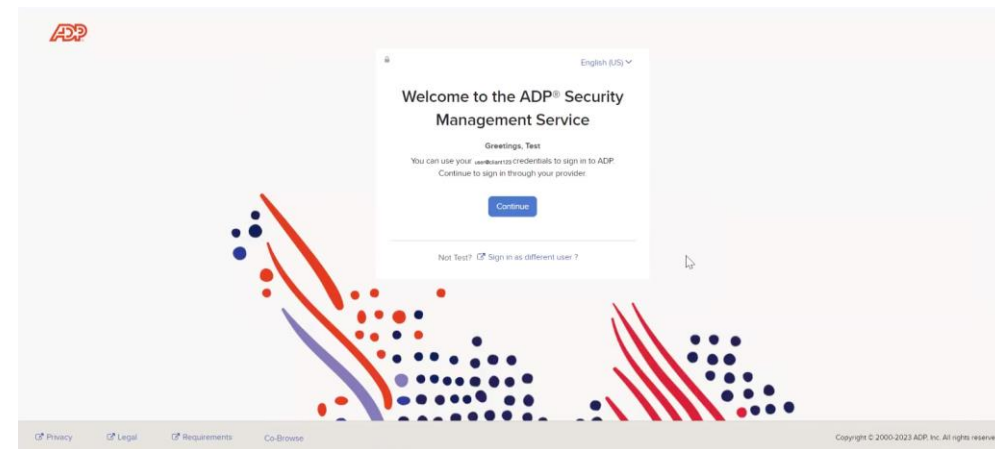 ADP
English (US)
Welcome to the ADP® Security
Management Service
Greetings, Test
You can use your user@client123 credentials to sign in to ADP.
Continue to sign in through your provider.
Continue
Not Test? Sign in as different user ?
Privacy
Legal
Requirements
Co-Browse
Copyright © 2000-2023 ADP, Inc. All rights reserve